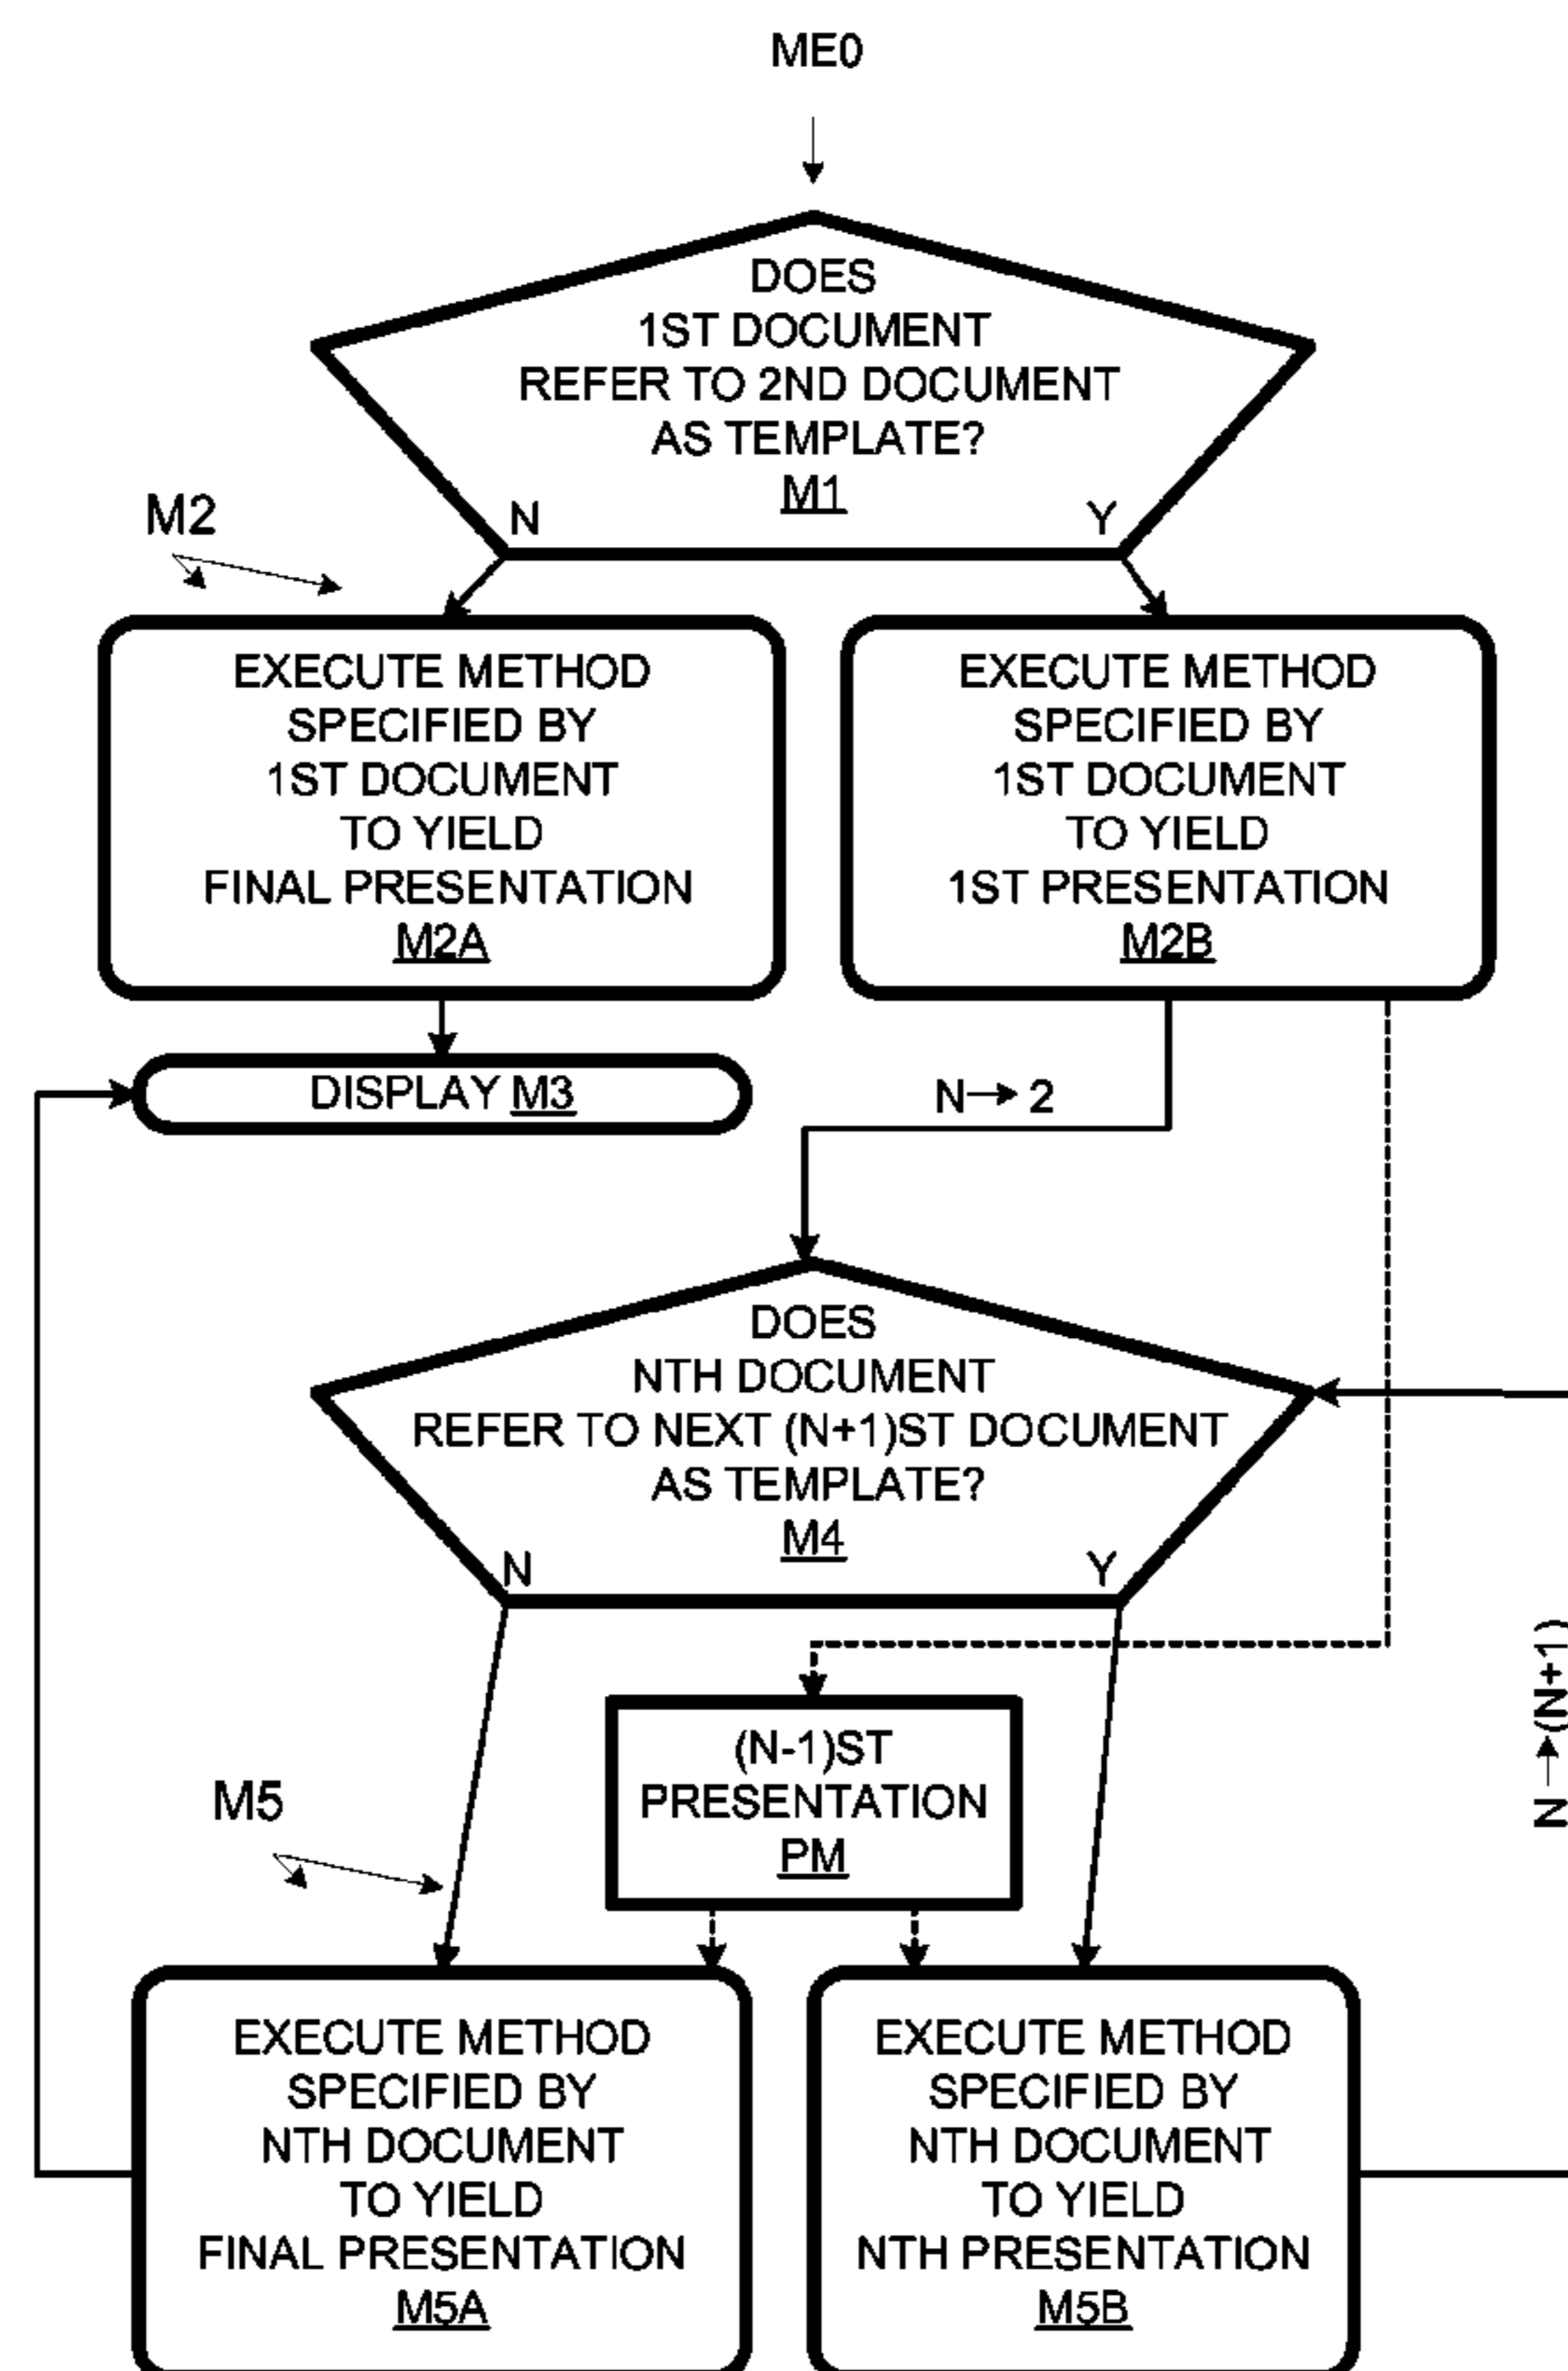 ME0
DOES
1ST DOCUMENT
REFER TO 2ND DOCUMENT
AS TEMPLATE?
M1
N
Y
M2
EXECUTE METHOD
SPECIFIED BY
1ST DOCUMENT
TO YIELD
FINAL PRESENTATION
M2A
EXECUTE METHOD
SPECIFIED BY
1ST DOCUMENT
TO YIELD
1ST PRESENTATION
M2B
DISPLAY M3
N→2
DOES
NTH DOCUMENT
REFER TO NEXT (N+1)ST DOCUMENT
AS TEMPLATE?
M4
N
Y
N→(N+1)
(N-1)ST
PRESENTATION
PM
M5
EXECUTE METHOD
SPECIFIED BY
NTH DOCUMENT
TO YIELD
FINAL PRESENTATION
M5A
EXECUTE METHOD
SPECIFIED BY
NTH DOCUMENT
TO YIELD
NTH PRESENTATION
M5B